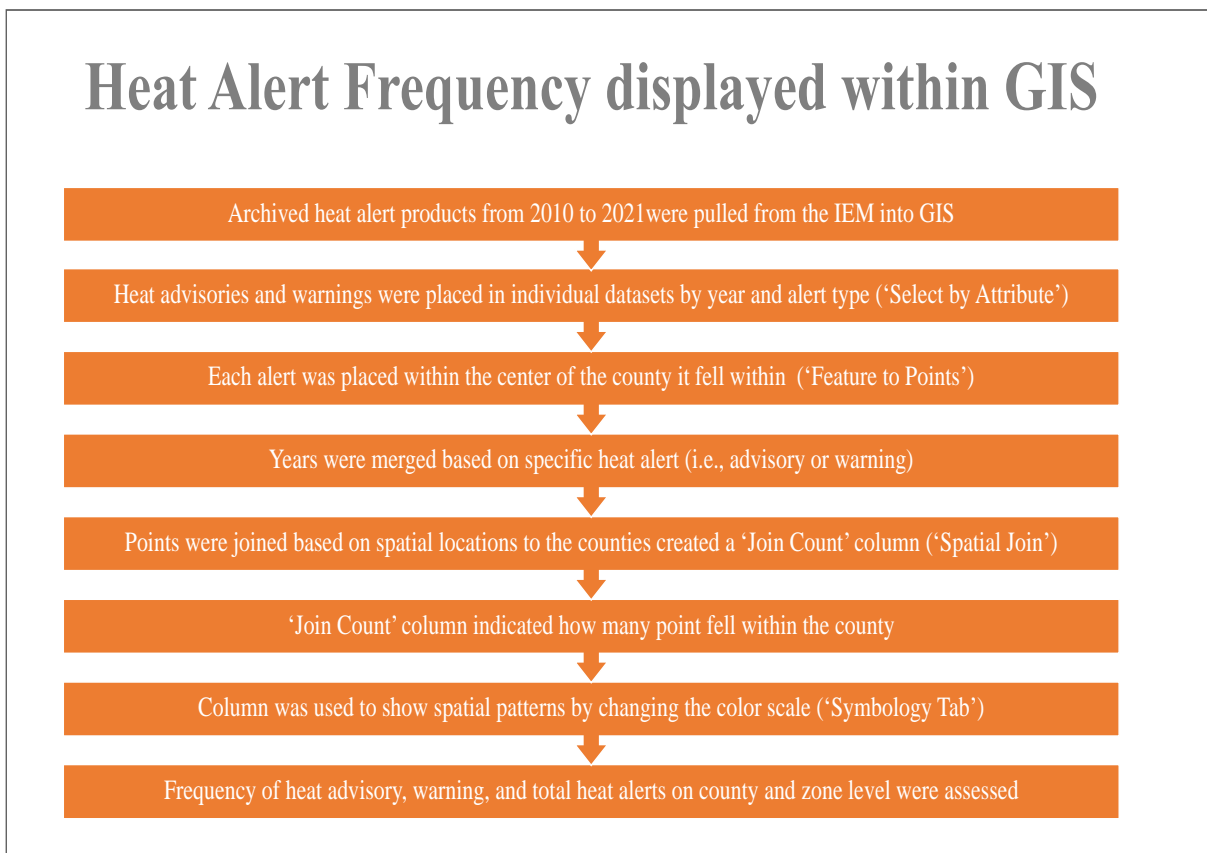 Heat Alert Frequency displayed within GIS
Archived heat alert products from 2010 to 2021were pulled from the IEM into GIS
Heat advisories and warnings were placed in individual datasets by year and alert type (‘Select by Attribute’)
Each alert was placed within the center of the county it fell within (‘Feature to Points’)
Years were merged based on specific heat alert (i.e., advisory or warning)
Points were joined based on spatial locations to the counties created a ‘Join Count’ column (‘Spatial Join’)
‘Join Count’ column indicated how many point fell within the county
Column was used to show spatial patterns by changing the color scale (‘Symbology Tab’)
Frequency of heat advisory, warning, and total heat alerts on county and zone level were assessed